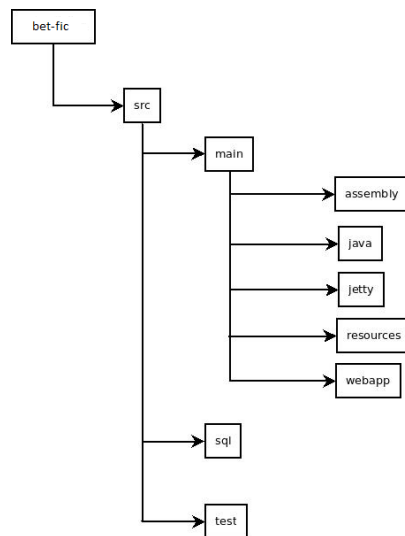 bet-fic
src
main
assembly
java
jetty
resources
webapp
sql
test